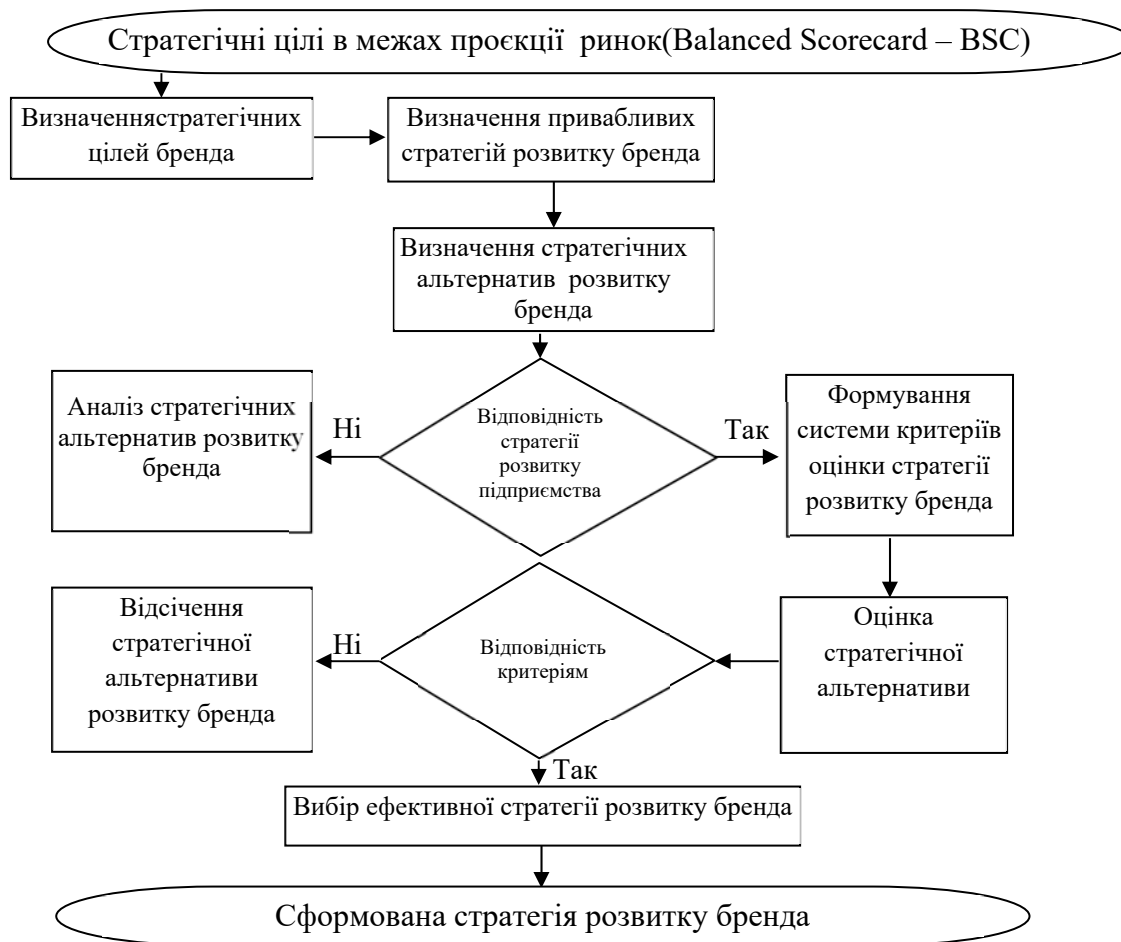 Стратегічні цілі в межах проєкції  ринок(Balanced Scorecard – BSC)
Визначеннястратегічних
цілей бренда
Визначення привабливих
стратегій розвитку бренда
Визначення стратегічних
альтернатив  розвитку
бренда
Аналіз стратегічних
альтернатив розвитку
бренда
Ні
Відповідність
стратегії
розвитку
підприємства
Так
Формування
системи критеріїв
оцінки стратегії
розвитку бренда
Відсічення
стратегічної
альтернативи
розвитку бренда
Ні
Відповідність
критеріям
Оцінка
стратегічної
альтернативи
Так
Вибір ефективної стратегії розвитку бренда
Сформована стратегія розвитку бренда